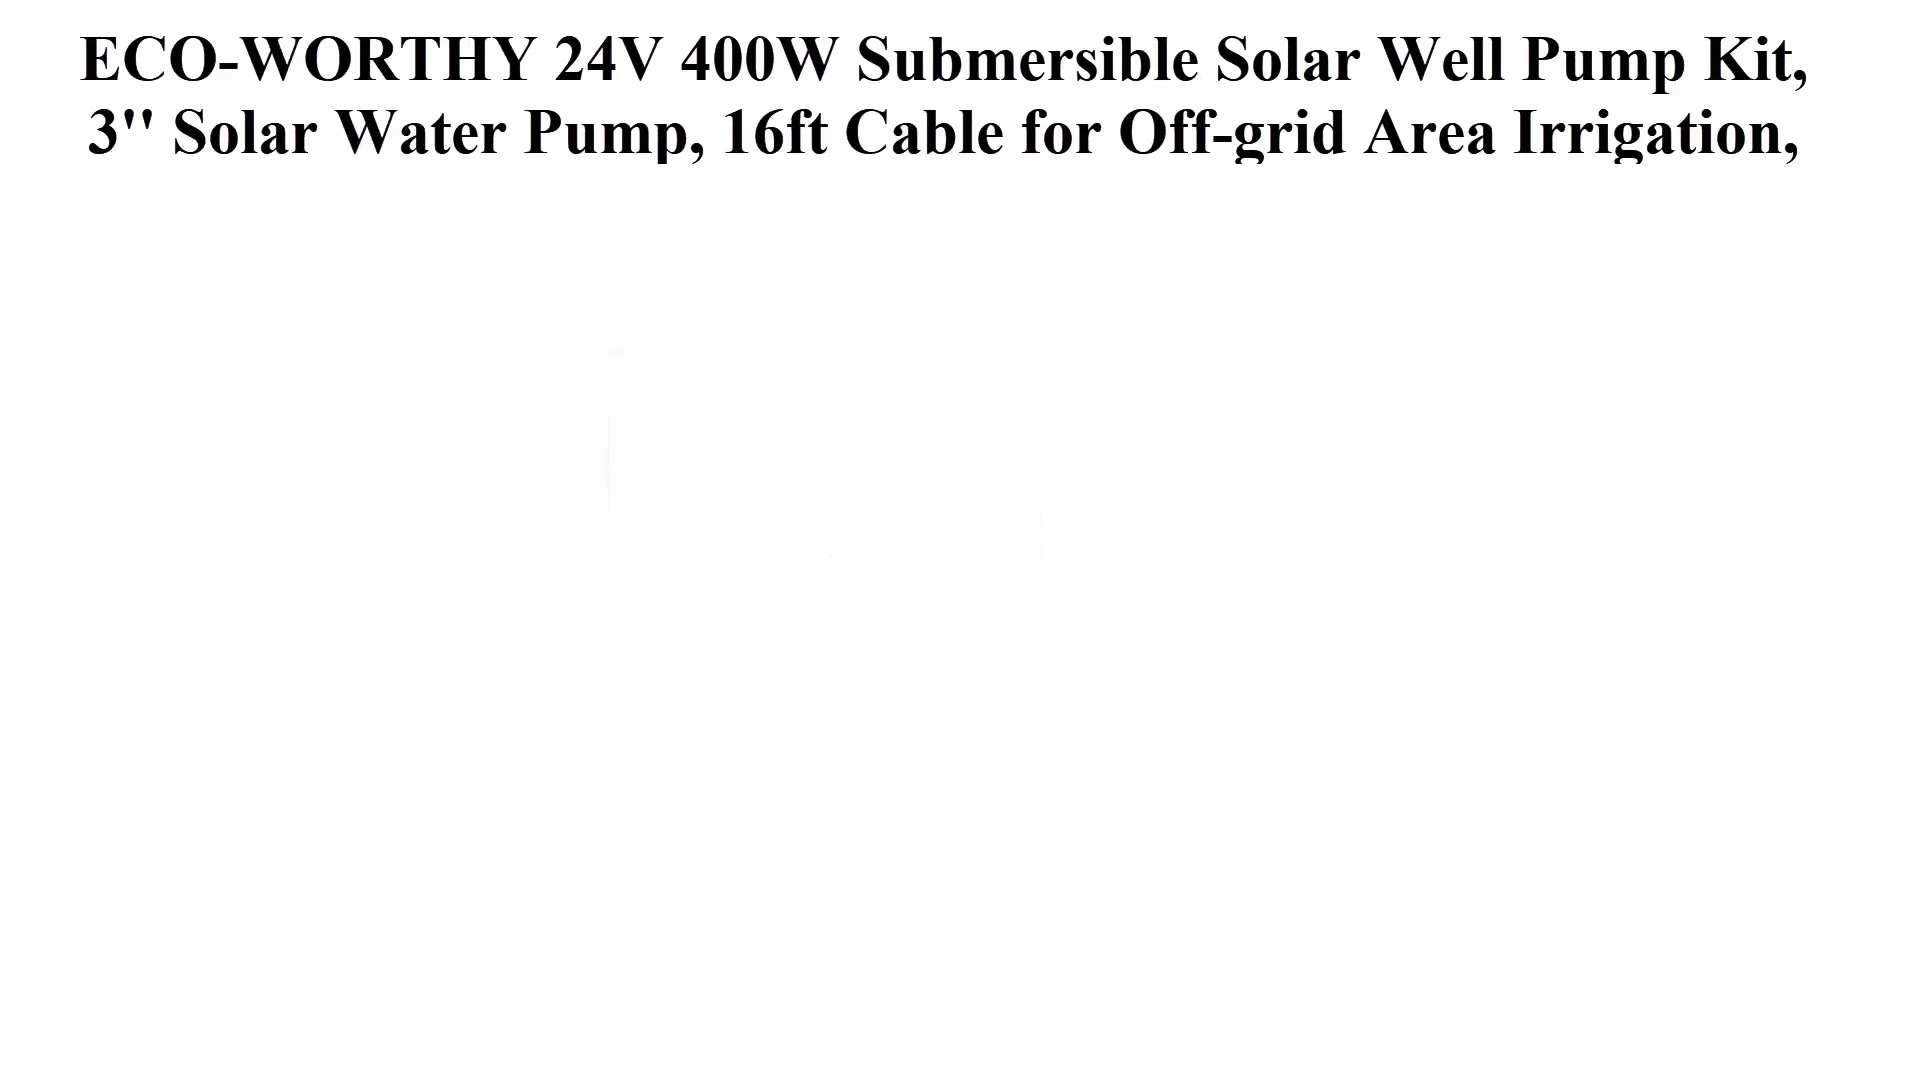 ECO-WORTHY 24V 400W Submersible Solar Well Pump Kit,
3'' Solar Water Pump, 16ft Cable for Off-grid Area Irrigation,